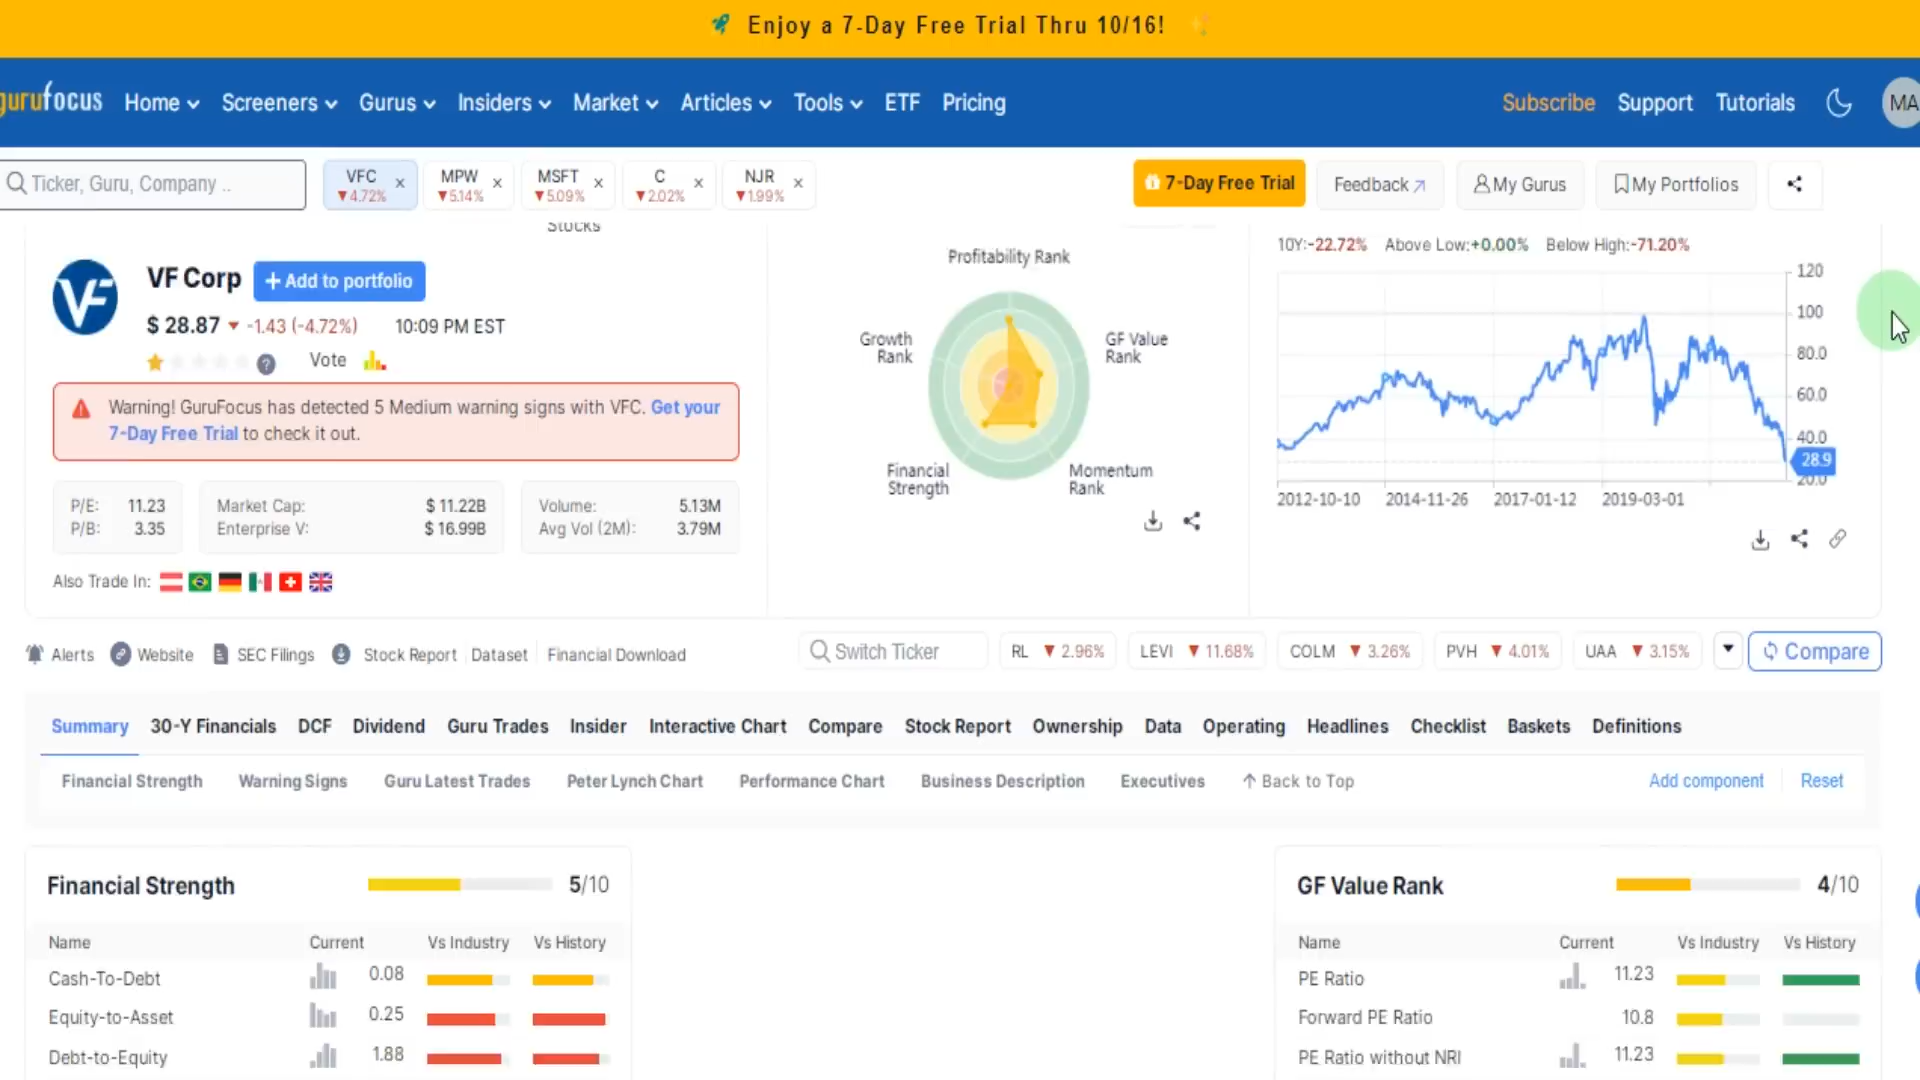 Enjoy a 7-Day Free Trial Thru 10/16!
gurufocus Home Screeners Gurus Insiders Market Articles Tools ETF Pricing Subscribe Support Tutorials MA
Ticker, Guru, Company .. VFC × MPW × MSFT × C × NJR × 7-Day Free Trial Feedback My Gurus My Portfolios
▼4.72% ▼5.14% ▼5.09% ▼2.02% ▼1.99%
Stocks
VF Corp + Add to portfolio
$ 28.87 ▼ -1.43 (-4.72%) 10:09 PM EST
? Vote
Warning! GuruFocus has detected 5 Medium warning signs with VFC. Get your
7-Day Free Trial to check it out.
P/E: 11.23 Market Cap: $ 11.22B Volume: 5.13M
P/B: 3.35 Enterprise V: $ 16.99B Avg Vol (2M): 3.79M
Also Trade In:
Profitability Rank
Growth Rank
GF Value Rank
Financial Strength
Momentum Rank
10Y:-22.72% Above Low:+0.00% Below High:-71.20%
120
100
80.0
60.0
40.0
28.9
20.0
2012-10-10 2014-11-26 2017-01-12 2019-03-01
Alerts Website SEC Filings Stock Report Dataset Financial Download Switch Ticker RL ▼ 2.96% LEVI ▼ 11.68% COLM ▼ 3.26% PVH ▼ 4.01% UAA ▼ 3.15% Compare
Summary 30-Y Financials DCF Dividend Guru Trades Insider Interactive Chart Compare Stock Report Ownership Data Operating Headlines Checklist Baskets Definitions
Financial Strength Warning Signs Guru Latest Trades Peter Lynch Chart Performance Chart Business Description Executives ↑ Back to Top Add component Reset
Financial Strength 5/10
Name Current Vs Industry Vs History
Cash-To-Debt 0.08
Equity-to-Asset 0.25
Debt-to-Equity 1.88
GF Value Rank 4/10
Name Current Vs Industry Vs History
PE Ratio 11.23
Forward PE Ratio 10.8
PE Ratio without NRI 11.23